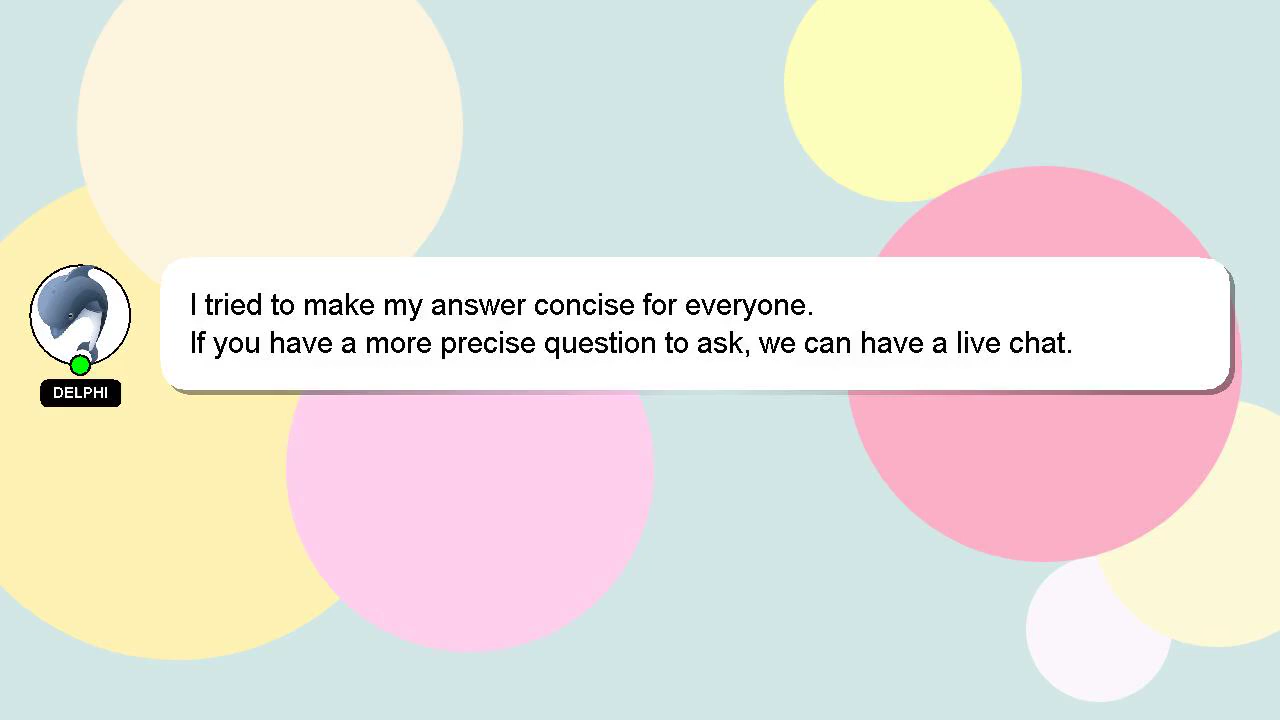 I tried to make my answer concise for everyone.
If you have a more precise question to ask, we can have a live chat.
DELPHI